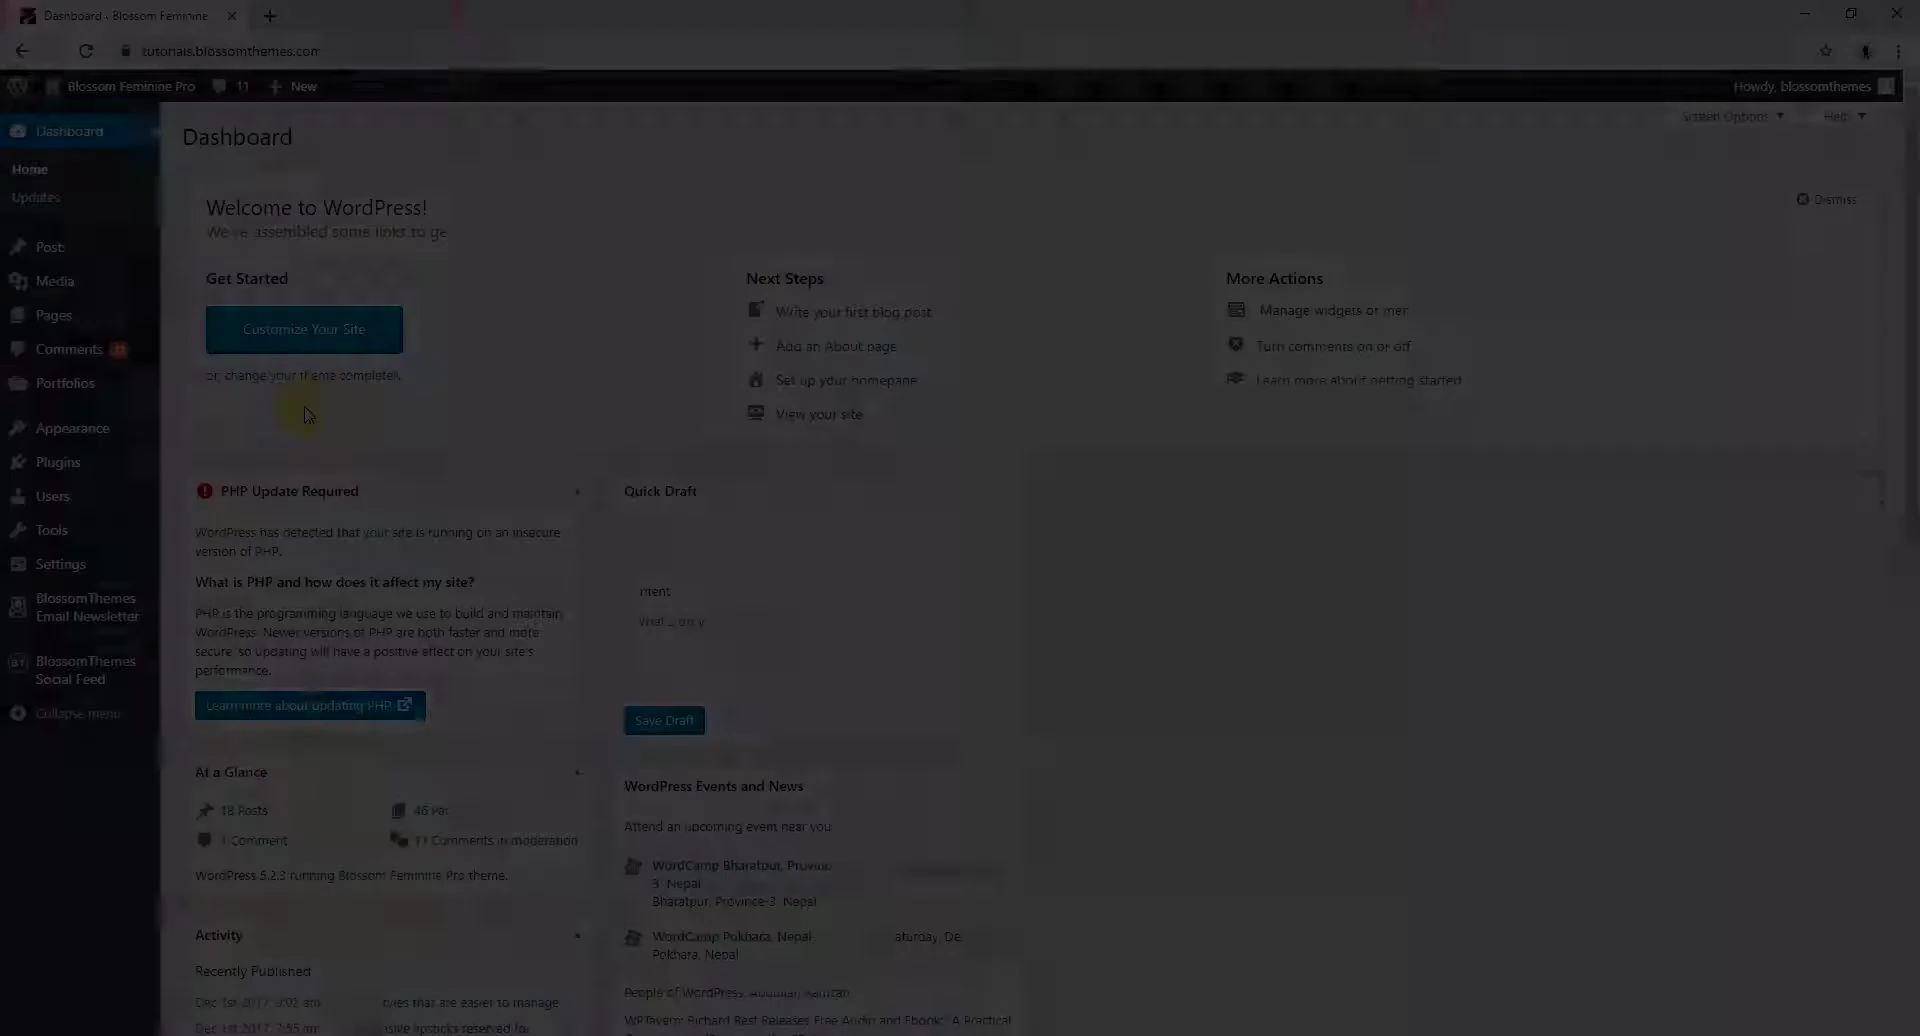 Dashboard ‹ Blossom Feminine
tutorials.blossomthemes.com
Blossom Feminine Pro
11
New
Howdy, blossomthemes
Screen Options
Help
Dashboard
Home
Updates
Post
Media
Pages
Comments 11
Portfolios
Appearance
Plugins
Users
Tools
Settings
BlossomThemes
Email Newsletter
BlossomThemes
Social Feed
Collapse menu
Dashboard
Welcome to WordPress!
Dismiss
We've assembled some links to ge
Get Started
Customize Your Site
or, change your theme completely
Next Steps
Write your first blog post
Add an About page
Set up your homepage
View your site
More Actions
Manage widgets or mer
Turn comments on or off
Learn more about getting started
PHP Update Required
WordPress has detected that your site is running on an insecure
version of PHP.
What is PHP and how does it affect my site?
PHP is the programming language we use to build and maintain
WordPress. Newer versions of PHP are both faster and more
secure, so updating will have a positive effect on your site's
performance.
Learn more about updating PHP
At a Glance
18 Posts
46 Pa
1 Comment
11 Comments in moderation
WordPress 5.2.3 running Blossom Feminine Pro theme.
Activity
Recently Published
Dec 1st 2017, 9:02 am
that are easier to manage
Dec 1st 2017, 7:55 am
lipsticks reserved for
Quick Draft
ment
Save Draft
WordPress Events and News
Attend an upcoming event near you
WordCamp Bharatpur, Provinc
3, Nepal
Bharatpur, Province-3, Nepal
WordCamp Pokhara, Nepal
aturday, De
Pokhara, Nepal
People of WordPress: Abdullah Ramzan
WPTavern: Richard Best Releases Free Audio and Ebook: "A Practical